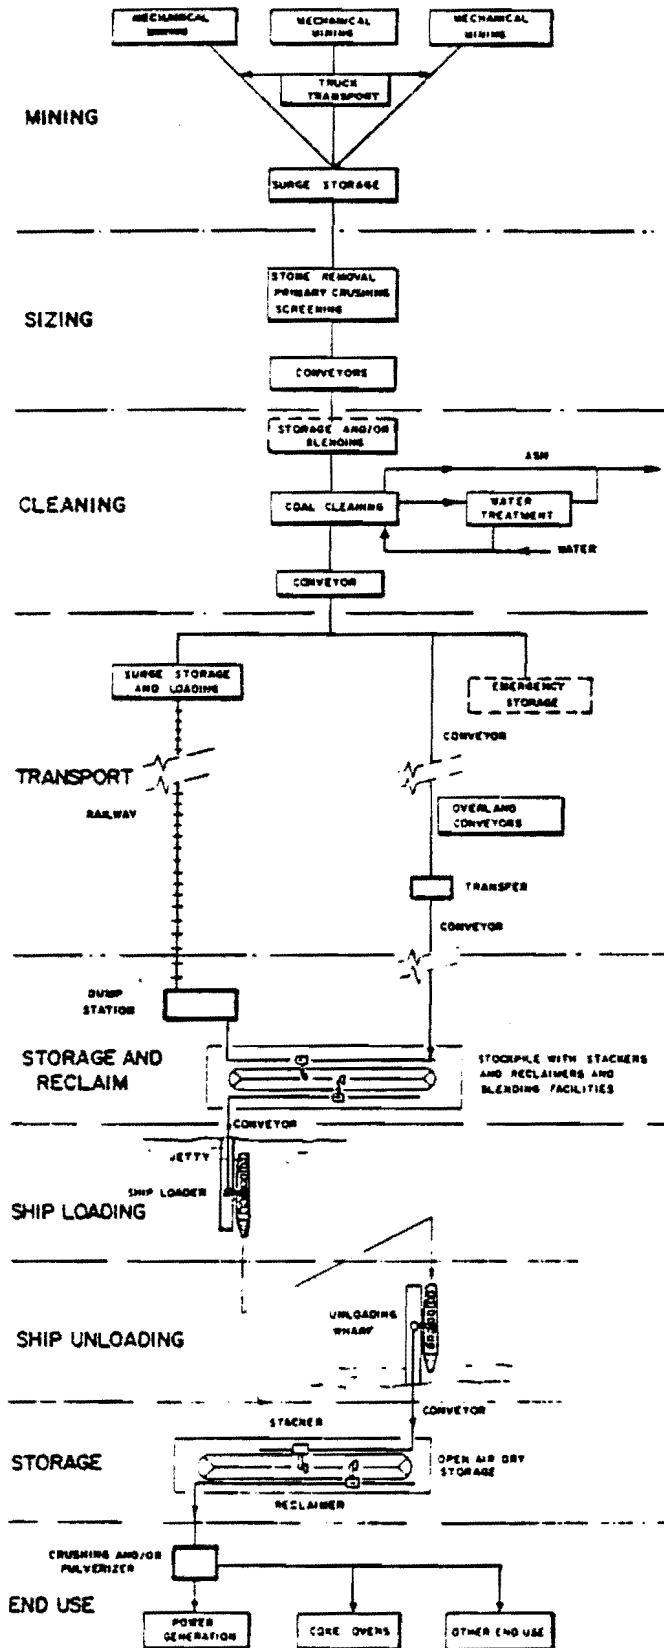 MECHANICAL
MINING
MECHANICAL
MINING
MECHANICAL
MINING
TRUCK
TRANSPORT
MINING
SURGE STORAGE
STONE REMOVAL
PRIMARY CRUSHING
SCREENING
SIZING
CONVEYORS
STORAGE AND/OR
BLENDING
ASH
CLEANING
COAL CLEANING
WATER
TREATMENT
WATER
CONVEYOR
SURGE STORAGE
AND LOADING
EMERGENCY
STORAGE
CONVEYOR
TRANSPORT
RAILWAY
OVERLAND
CONVEYORS
TRANSFER
CONVEYOR
DUMP
STATION
STORAGE AND
RECLAIM
STOCKPILE WITH STACKERS
AND RECLAIMERS AND
BLENDING FACILITIES
CONVEYOR
JETTY
SHIP LOADER
SHIP LOADING
UNLOADING
WHARF
SHIP UNLOADING
CONVEYOR
STACKER
STORAGE
OPEN AIR DRY
STORAGE
RECLAIMER
CRUSHING AND/OR
PULVERIZER
END USE
POWER
GENERATION
COKE OVENS
OTHER END USE